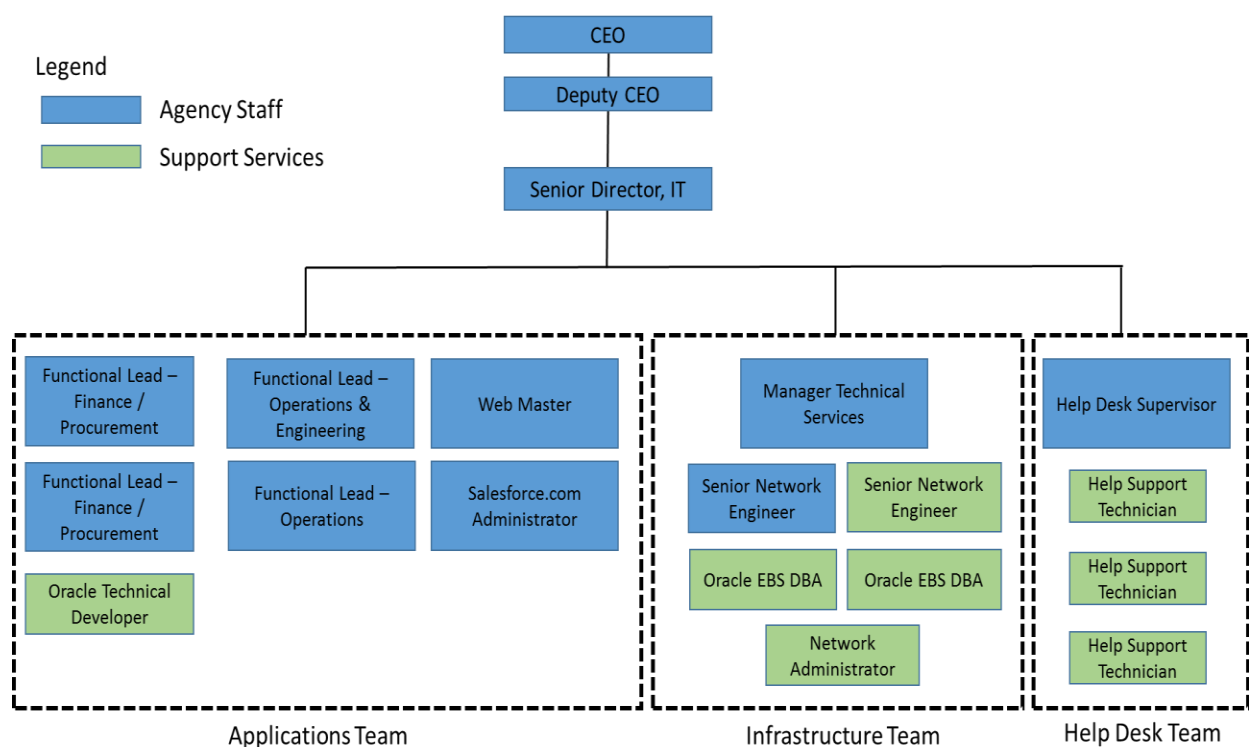 CEO
Legend
Deputy CEO
Agency Staff
Support Services
Senior Director, IT
Functional Lead –
Finance /
Procurement
Functional Lead –
Operations &
Engineering
Web Master
Functional Lead –
Finance /
Procurement
Functional Lead –
Operations
Salesforce.com
Administrator
Oracle Technical
Developer
Applications Team
Manager Technical
Services
Senior Network
Engineer
Senior Network
Engineer
Oracle EBS DBA
Oracle EBS DBA
Network
Administrator
Infrastructure Team
Help Desk Supervisor
Help Support
Technician
Help Support
Technician
Help Support
Technician
Help Desk Team